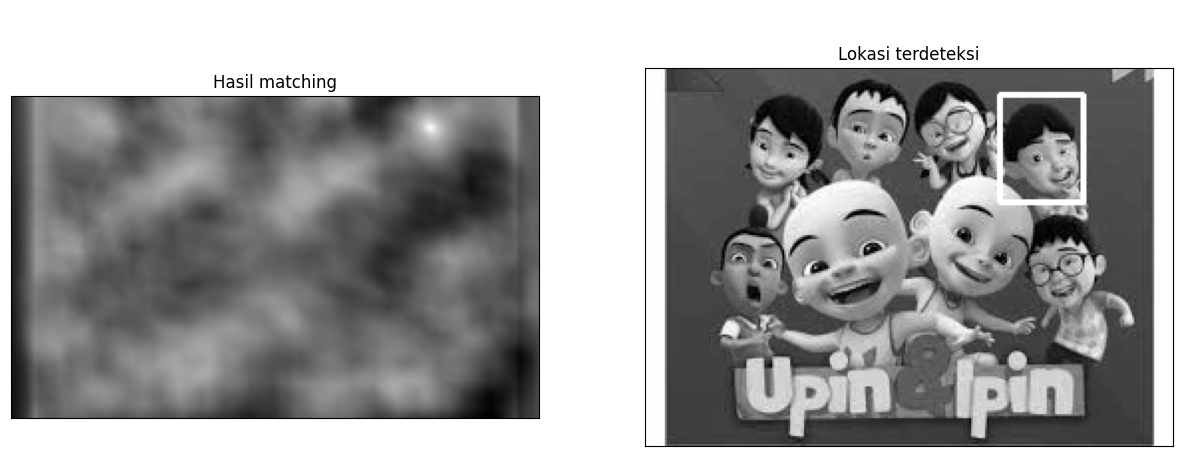 Hasil matching
Lokasi terdeteksi
Upin & Ipin